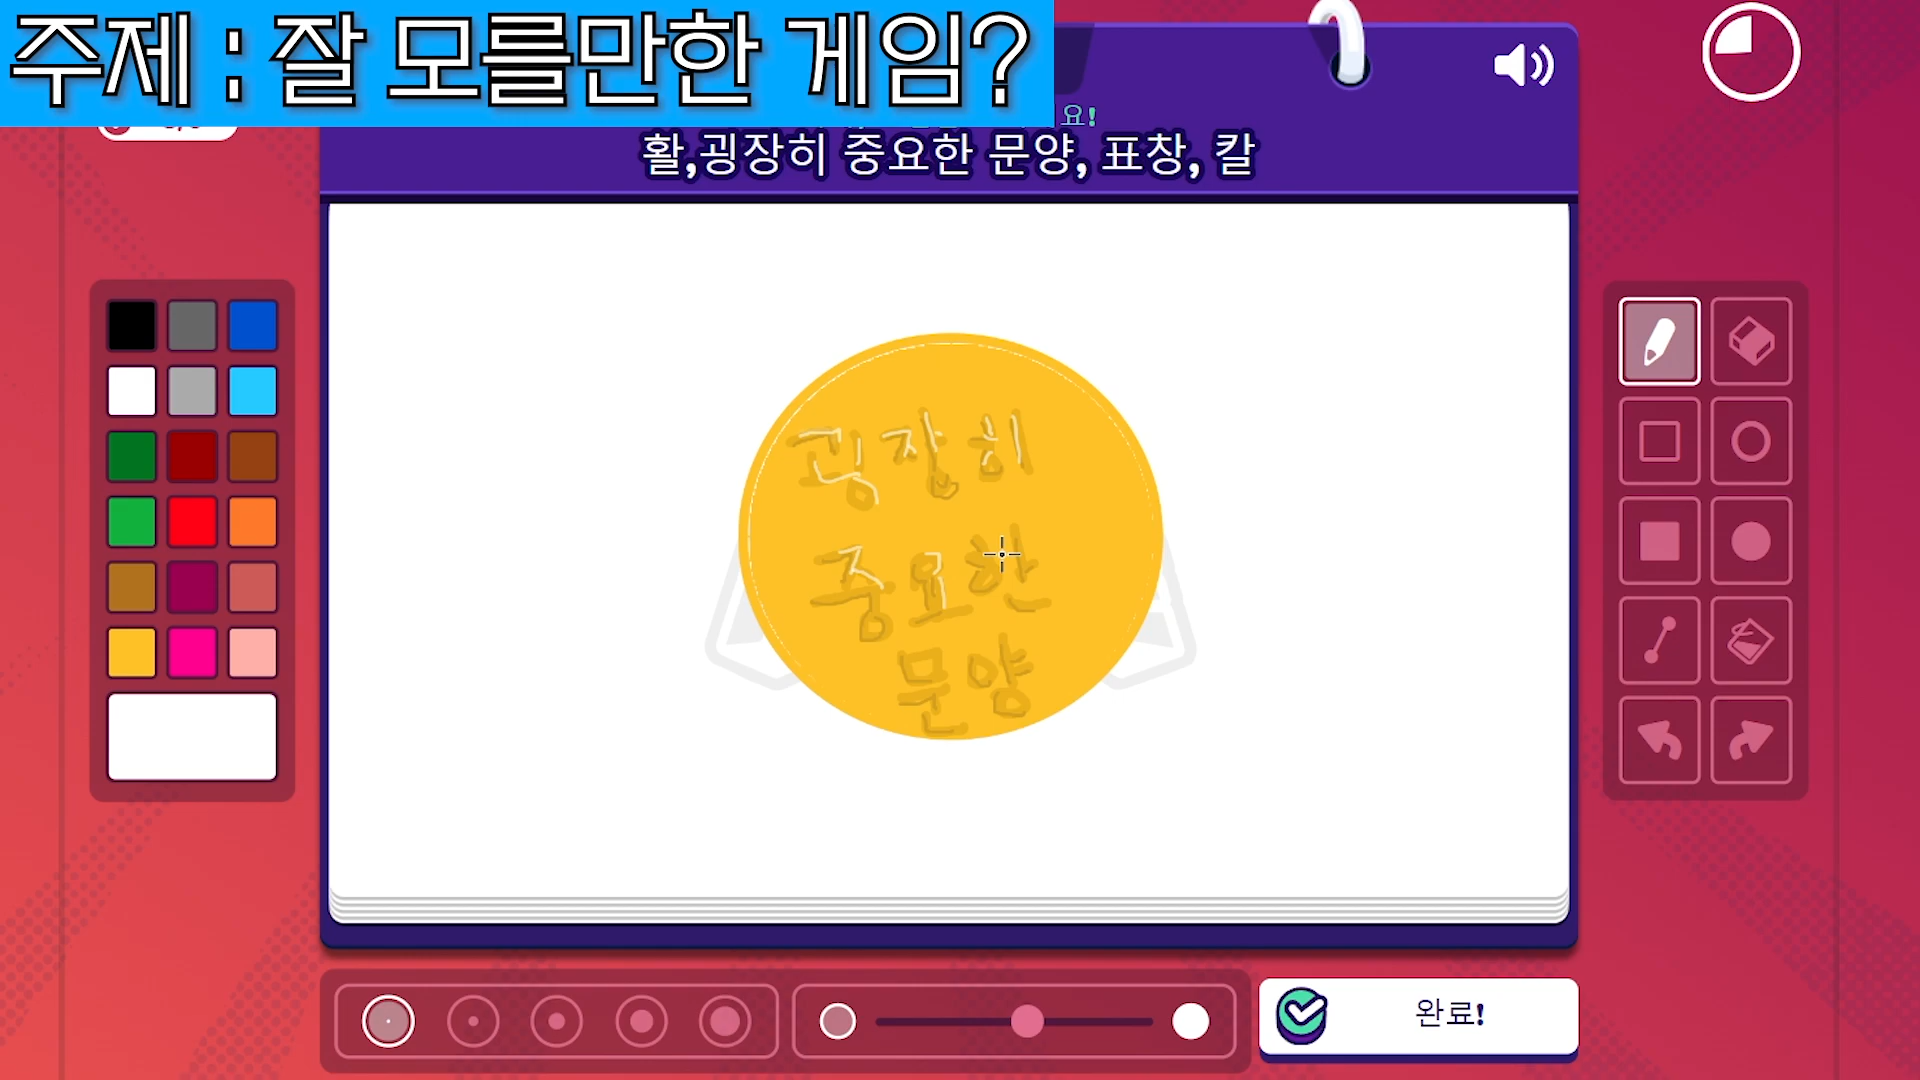 주제 : 잘 모를만한 게임?
요!
활,굉장히 중요한 문양, 표창, 칼
굉장히
중요한
문양
완료!